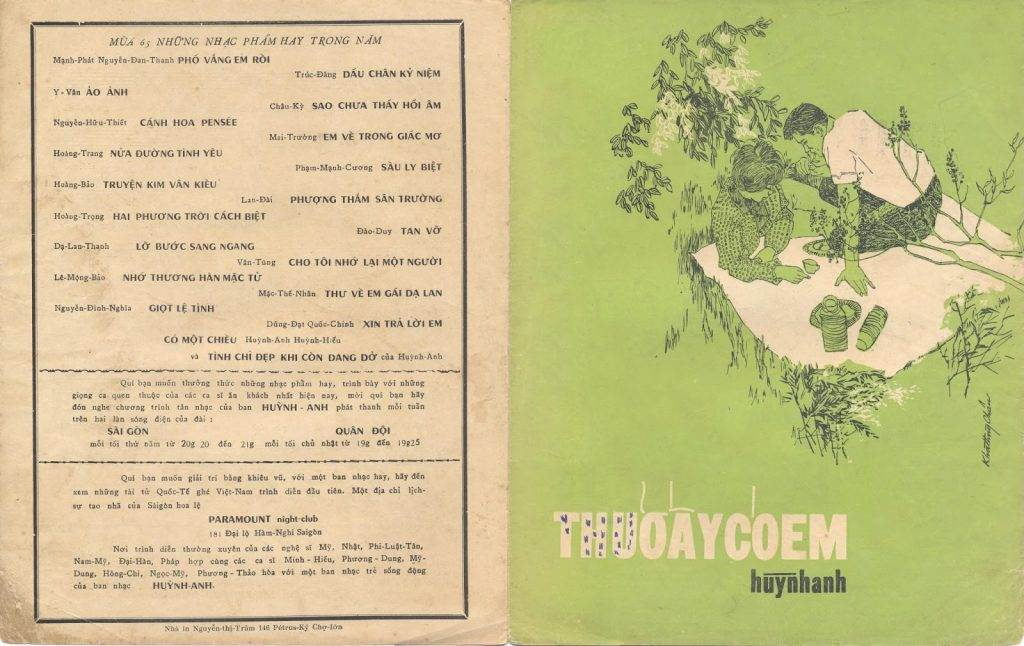 MÙA 65 NHỮNG NHẠC PHẨM HAY TRONG NĂM
Mạnh-Phát Nguyễn-Đan-Thanh PHỐ VẮNG EM RỒI
Trúc-Đăng DẤU CHÂN KỶ NIỆM
Y-Vân ẢO ẢNH
Châu-Kỳ SAO CHƯA THẤY HỒI ÂM
Nguyễn-Hữu-Thiết CÁNH HOA PENSÉE
Mai-Trường EM VỀ TRONG GIẤC MƠ
Hoàng-Trang NỬA ĐƯỜNG TÌNH YÊU
Phạm-Mạnh-Cương SẦU LY BIỆT
Hoàng-Bảo TRUYỆN KIM VÂN KIỀU
Lan-Đài PHƯỢNG THẮM SÂN TRƯỜNG
Hoàng-Trọng HAI PHƯƠNG TRỜI CÁCH BIỆT
Đào-Duy TAN VỠ
Dạ-Lan-Thanh LỠ BƯỚC SANG NGANG
Văn-Tung CHO TÔI NHỚ LẠI MỘT NGƯỜI
Lê-Mộng-Bảo NHỚ THƯƠNG HÀN MẶC TỬ
Mặc-Thế-Nhân THƯ VỀ EM GÁI DẠ LAN
Nguyễn-Đình-Nghĩa GIỌT LỆ TÌNH
Dũng-Đạt Quốc-Chính XIN TRẢ LỜI EM
CÓ MỘT CHIỀU Huỳnh-Anh Huỳnh-Hiếu
và TÌNH CHỈ ĐẸP KHI CÒN DANG DỞ của Huỳnh-Anh
Quí bạn muốn thưởng thức những nhạc phẩm hay, trình bày với những
giọng ca quen thuộc của các ca sĩ ăn khách nhất hiện nay, mời quí bạn hãy
đón nghe chương trình tân nhạc của ban HUỲNH-ANH phát thanh mỗi tuần
trên hai làn sóng điện của đài :
SÀI GÒN QUÂN ĐỘI
mỗi tối thứ năm từ 20g 20 đến 21g mỗi tối chủ nhật từ 19g đến 19g25
Quí bạn muốn giải trí bằng khiêu vũ, với một ban nhạc hay, hãy đến
xem những tài tử Quốc-Tế ghé Việt-Nam trình diễn đầu tiên. Một địa chỉ lịch-
sự tao nhã của Sàigòn hoa lệ
PARAMOUNT night-club
181 Đại lộ Hàm-Nghi Saigòn
Nơi trình diễn thường xuyên của các nghệ sĩ Mỹ, Nhật, Phi-Luật-Tân,
Nam-Mỹ, Đại-Hàn, Pháp hợp cùng các ca sĩ Minh-Hiếu, Phương-Dung, Mỹ-
Dung, Hồng-Chi, Ngọc-Mỹ, Phương-Thảo hòa với một ban nhạc trẻ sống động
của ban nhạc HUỲNH-ANH.
Nhà in Nguyễn-thị-Trâm 146 Pétrus-Ký Chợ-lớn
THUỞẤYCÓEM
huỳnhanh